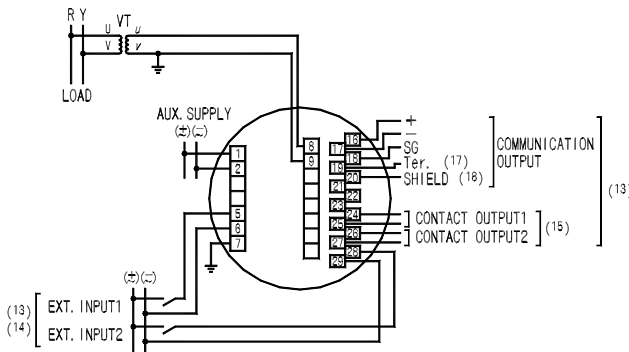 R Y
VT
U u
V v
LOAD
AUX. SUPPLY
(±)(−)
1
2
5
6
7
8
9
16
17
18
19
20
21
22
23
24
25
26
27
28
29
+
−
SG
Ter. (17)
SHIELD (18)
COMMUNICATION
OUTPUT
(13)
CONTACT OUTPUT1
CONTACT OUTPUT2
(15)
(±)(−)
(13)
(14)
EXT. INPUT1
EXT. INPUT2